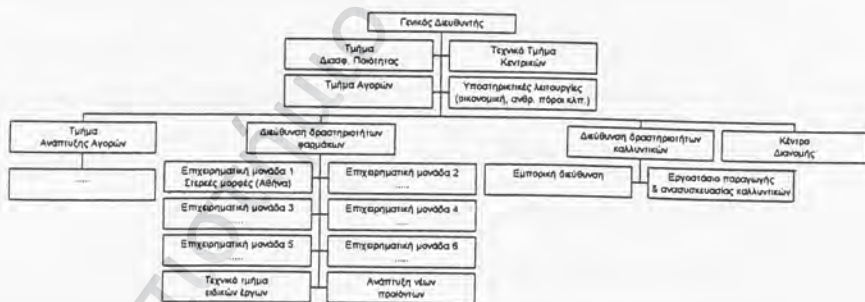 Γενικός Διευθυντής
Τμήμα
Διασφ. Ποιότητας
Τεχνικό Τμήμα
Κεντρικών
Τμήμα Αγορών
Υποστηρικτικές λειτουργίες
(οικονομική, ανθρ. πόροι κλπ.)
Τμήμα
Ανάπτυξης Αγορών
Διεύθυνση δραστηριοτήτων
φαρμάκων
Διεύθυνση δραστηριοτήτων
καλλυντικών
Κέντρο
Διανομής
.....
Επιχειρηματική μονάδα 1
Στερεές μορφές (Αθήνα)
Επιχειρηματική μονάδα 2
.....
Εμπορική διεύθυνση
Εργοστάσιο παραγωγής
& ανασυσκευασίας καλλυντικών
Επιχειρηματική μονάδα 3
.....
Επιχειρηματική μονάδα 4
....
Επιχειρηματική μονάδα 5
.....
Επιχειρηματική μονάδα 6
.....
Τεχνικό τμήμα
ειδικών έργων
Ανάπτυξη νέων
προϊόντων